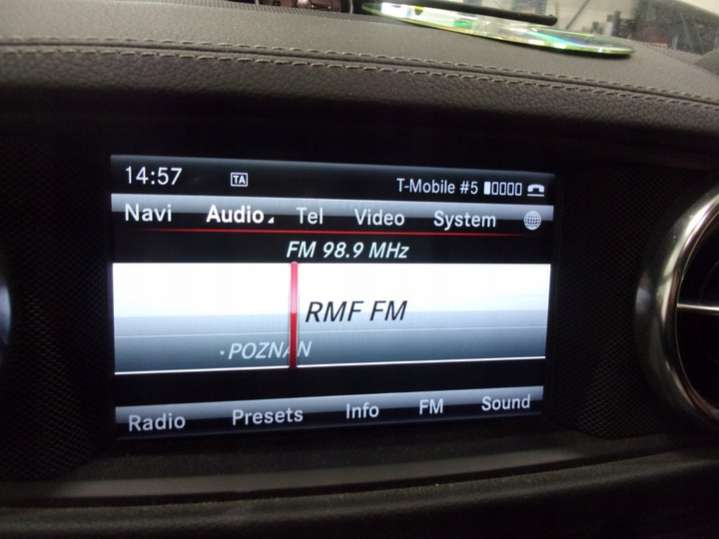 14:57 TA T-Mobile #5
Navi Audio Tel Video System
FM 98.9 MHz
RMF FM
·POZNAN
Radio Presets Info FM Sound